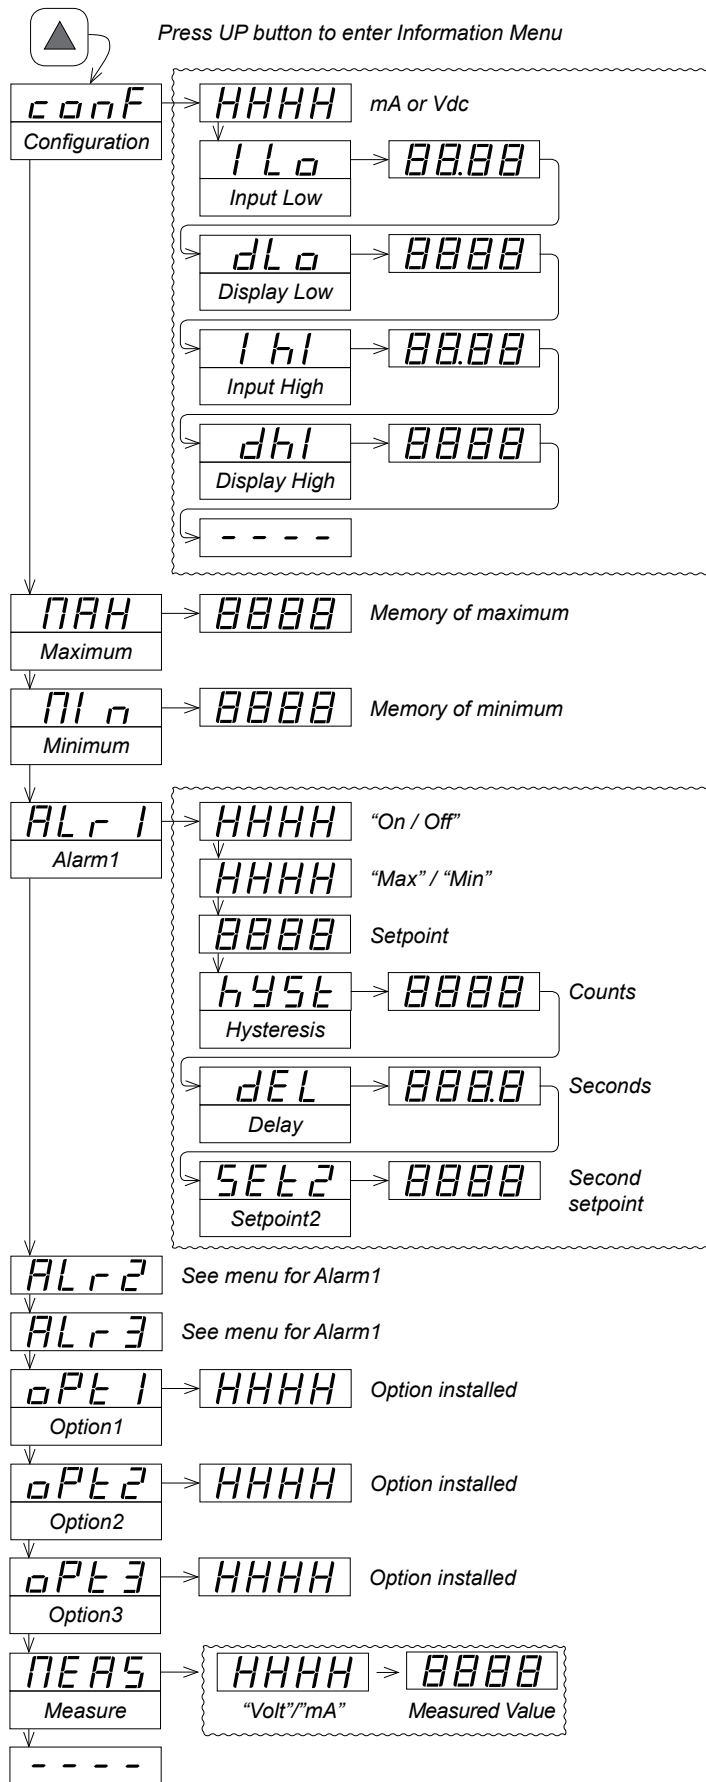 Press UP button to enter Information Menu
conF HHHH mA or Vdc
Configuration
I Lo 88.88
Input Low
dLo 8888
Display Low
I hI 88.88
Input High
dhI 8888
Display High
- - - -
MAH 8888 Memory of maximum
Maximum
MI n 8888 Memory of minimum
Minimum
ALr 1 HHHH “On / Off”
Alarm1
HHHH “Max” / “Min”
8888 Setpoint
hYSt 8888 Counts
Hysteresis
dEL 888.8 Seconds
Delay
SEt2 8888 Second
setpoint
Setpoint2
ALr2 See menu for Alarm1
ALr3 See menu for Alarm1
oPt 1 HHHH Option installed
Option1
oPt2 HHHH Option installed
Option2
oPt3 HHHH Option installed
Option3
MEAS HHHH 8888
Measure “Volt”/”mA” Measured Value
- - - -